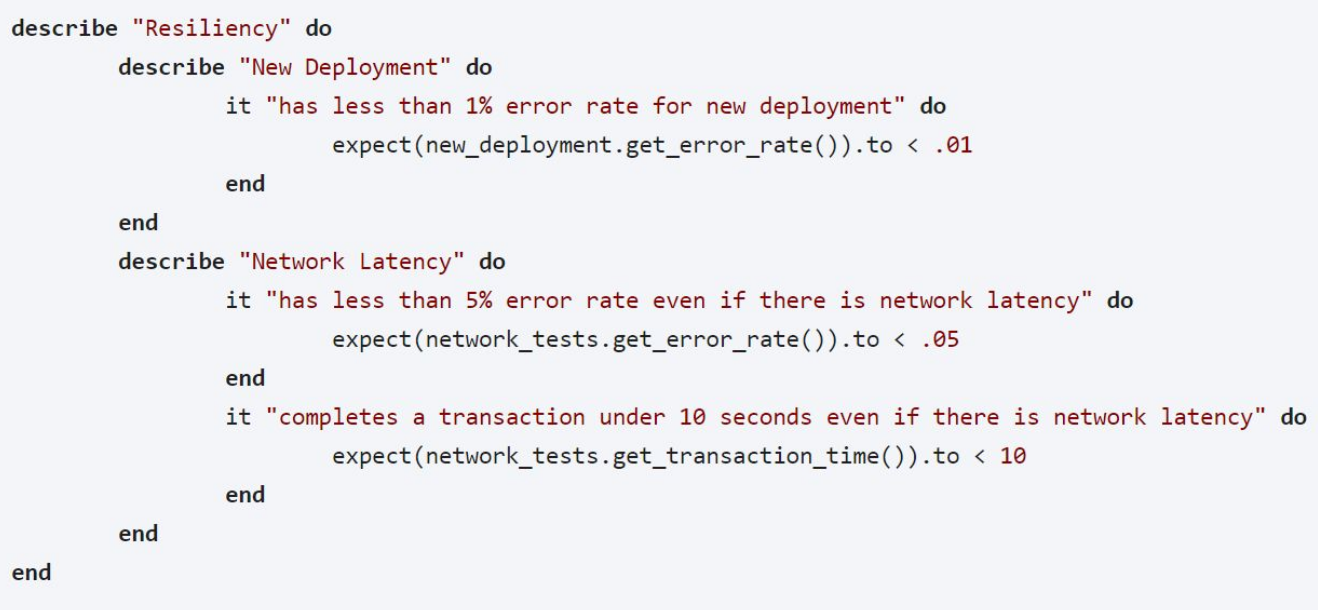 describe "Resiliency" do
        describe "New Deployment" do
                it "has less than 1% error rate for new deployment" do
                        expect(new_deployment.get_error_rate()).to < .01
                end
        end
        describe "Network Latency" do
                it "has less than 5% error rate even if there is network latency" do
                        expect(network_tests.get_error_rate()).to < .05
                end
                it "completes a transaction under 10 seconds even if there is network latency" do
                        expect(network_tests.get_transaction_time()).to < 10
                end
        end
end